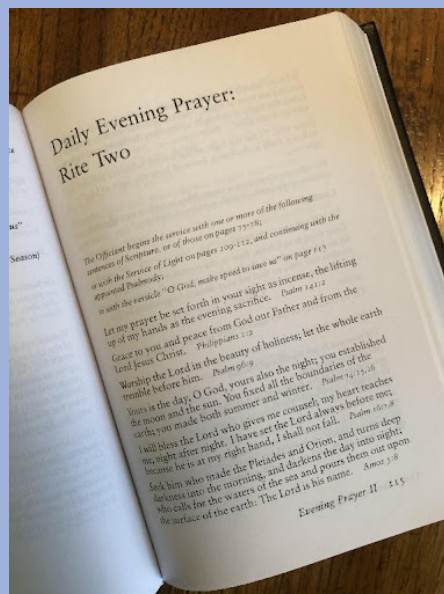 us"
Season)
Daily Evening Prayer:
Rite Two
The Officiant begins the service with one or more of the following
sentences of Scripture, or of those on pages 75-78;
or with the Service of Light on pages 109-112, and continuing with the
appointed Psalmody;
or with the versicle "O God, make speed to save us" on page 117
Let my prayer be set forth in your sight as incense, the lifting
up of my hands as the evening sacrifice. Psalm 141:2
Grace to you and peace from God our Father and from the
Lord Jesus Christ. Philippians 1:2
Worship the Lord in the beauty of holiness; let the whole earth
tremble before him. Psalm 96:9
Yours is the day, O God, yours also the night; you established
the moon and the sun. You fixed all the boundaries of the
earth; you made both summer and winter. Psalm 74:15,16
I will bless the Lord who gives me counsel; my heart teaches
me, night after night. I have set the Lord always before me;
because he is at my right hand, I shall not fall. Psalm 16:7,8
Seek him who made the Pleiades and Orion, and turns deep
darkness into the morning, and darkens the day into night;
who calls for the waters of the sea and pours them out upon
the surface of the earth: The Lord is his name. Amos 5:8
Evening Prayer II 115